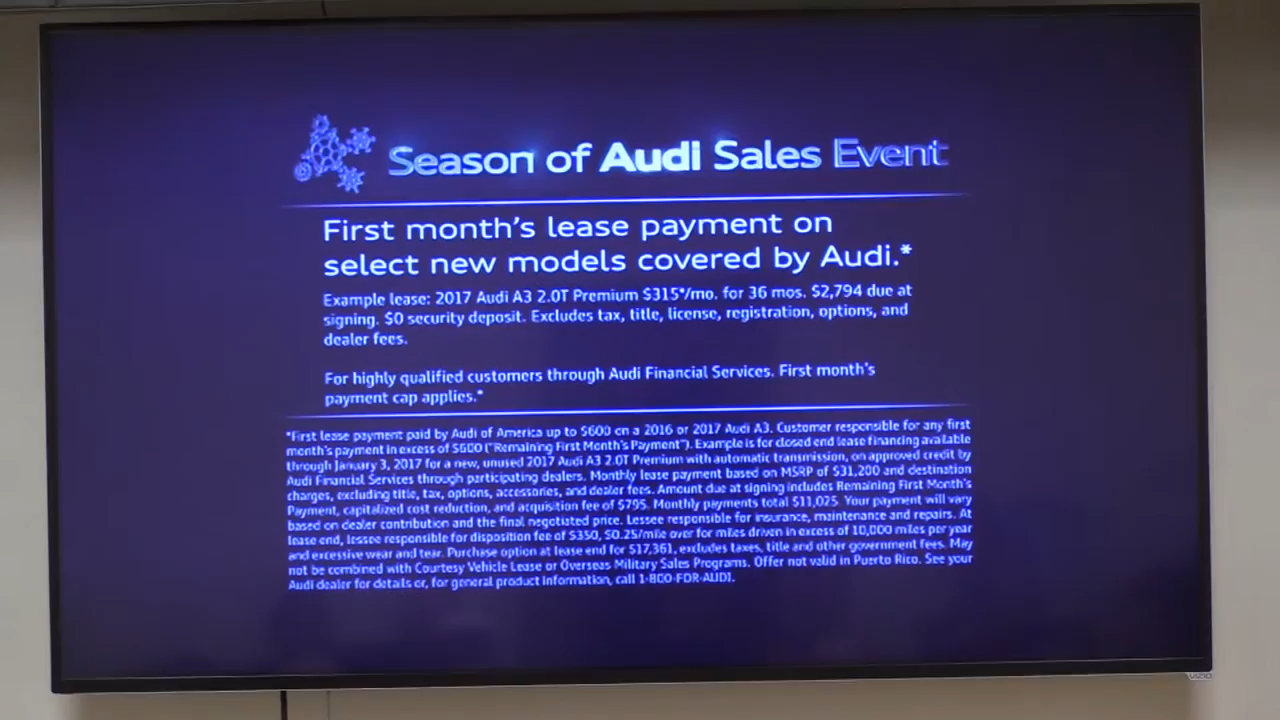 Season of Audi Sales Event
First month's lease payment on
select new models covered by Audi.*
Example lease: 2017 Audi A3 2.0T Premium $315*/mo. for 36 mos. $2,794 due at
signing. $0 security deposit. Excludes tax, title, license, registration, options, and
dealer fees.
For highly qualified customers through Audi Financial Services. First month's
payment cap applies.*
*First lease payment paid by Audi of America up to $600 on a 2016 or 2017 Audi A3. Customer responsible for any first
month's payment in excess of $600 ("Remaining First Month's Payment"). Example is for closed end lease financing available
through January 3, 2017 for a new, unused 2017 Audi A3 2.0T Premium with automatic transmission, on approved credit by
Audi Financial Services through participating dealers. Monthly lease payment based on MSRP of $31,200 and destination
charges, excluding title, tax, options, accessories, and dealer fees. Amount due at signing includes Remaining First Month's
Payment, capitalized cost reduction, and acquisition fee of $795. Monthly payments total $11,025. Your payment will vary
based on dealer contribution and the final negotiated price. Lessee responsible for insurance, maintenance and repairs. At
lease end, lessee responsible for disposition fee of $350, $0.25/mile over for miles driven in excess of 10,000 miles per year
and excessive wear and tear. Purchase option at lease end for $17,361, excludes taxes, title and other government fees. May
not be combined with Courtesy Vehicle Lease or Overseas Military Sales Programs. Offer not valid in Puerto Rico. See your
Audi dealer for details or, for general product information, call 1-800-FOR-AUDI.
VIZIO